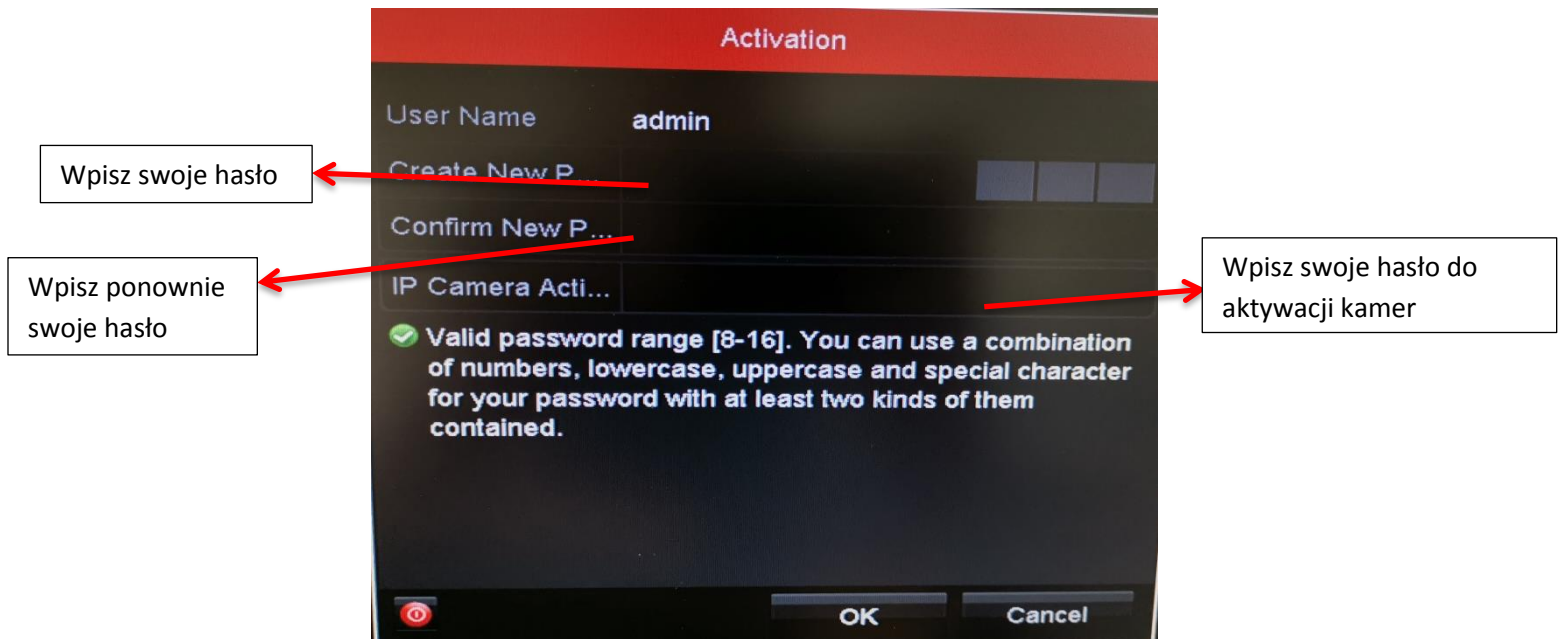 Activation
User Name admin
Wpisz swoje hasło
Create New P...
Confirm New P...
Wpisz ponownie
swoje hasło
IP Camera Acti...
Wpisz swoje hasło do
aktywacji kamer
Valid password range [8-16]. You can use a combination
of numbers, lowercase, uppercase and special character
for your password with at least two kinds of them
contained.
OK Cancel